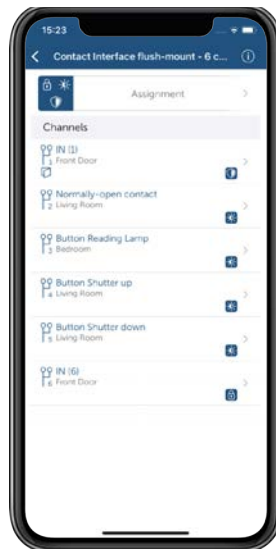 15:23
Contact Interface flush-mount - 6 c...
Assignment
Channels
IN (1)
1 Front Door
Normally-open contact
2 Living Room
Button Reading Lamp
3 Bedroom
Button Shutter up
4 Living Room
Button Shutter down
5 Living Room
IN (6)
6 Front Door